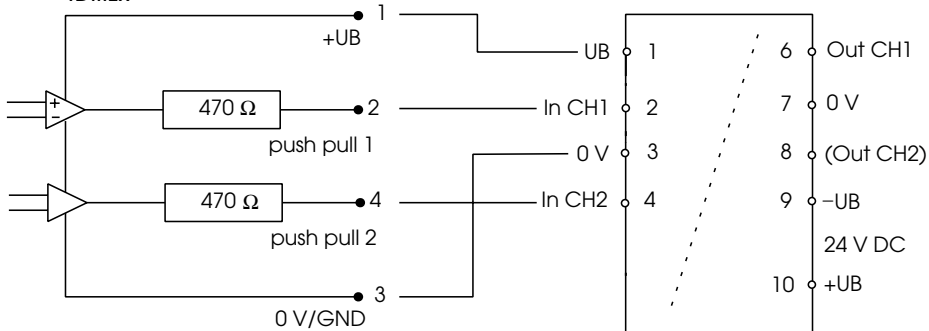 1
+UB
UB 1
6 Out CH1
+
−
470 Ω
2
In CH1 2
7 0 V
push pull 1
0 V 3
8 (Out CH2)
470 Ω
4
In CH2 4
9 −UB
push pull 2
24 V DC
3
10 +UB
0 V/GND